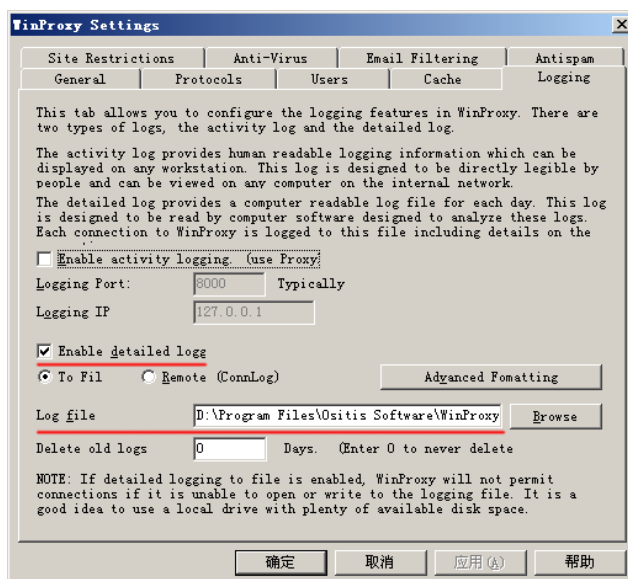 WinProxy Settings
Site Restrictions
Anti-Virus
Email Filtering
Antispam
General
Protocols
Users
Cache
Logging
This tab allows you to configure the logging features in WinProxy. There are
two types of logs, the activity log and the detailed log.
The activity log provides human readable logging information which can be
displayed on any workstation. This log is designed to be directly legible by
people and can be viewed on any computer on the internal network.
The detailed log provides a computer readable log file for each day. This log
is designed to be read by computer software designed to analyze these logs.
Each connection to WinProxy is logged to this file including details on the
Enable activity logging. (use Proxy
Logging Port: 8000 Typically
Logging IP 127.0.0.1
Enable detailed logg
To Fil Remote (ConnLog) Advanced Fomatting
Log file D:\Program Files\Ositis Software\WinProxy Browse
Delete old logs 0 Days. (Enter 0 to never delete
NOTE: If detailed logging to file is enabled, WinProxy will not permit
connections if it is unable to open or write to the logging file. It is a
good idea to use a local drive with plenty of available disk space.
确定 取消 应用(A) 帮助